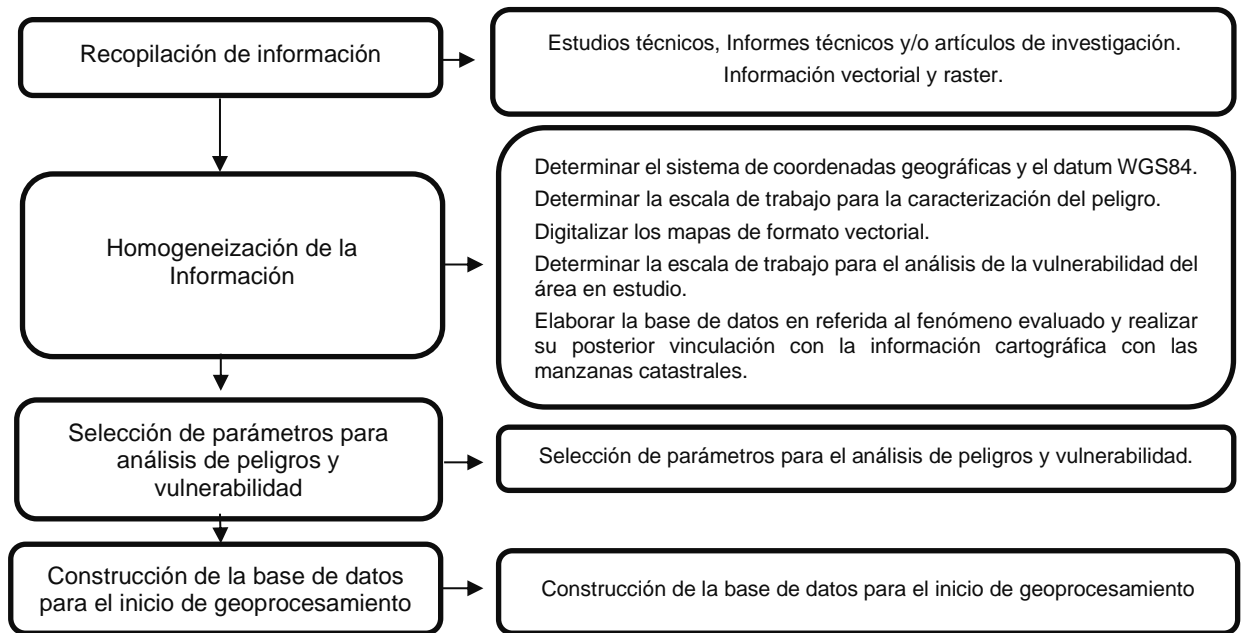 Recopilación de información
Estudios técnicos, Informes técnicos y/o artículos de investigación.
Información vectorial y raster.
Homogeneización de la
Información
Determinar el sistema de coordenadas geográficas y el datum WGS84.
Determinar la escala de trabajo para la caracterización del peligro.
Digitalizar los mapas de formato vectorial.
Determinar la escala de trabajo para el análisis de la vulnerabilidad del
área en estudio.
Elaborar la base de datos en referida al fenómeno evaluado y realizar
su posterior vinculación con la información cartográfica con las
manzanas catastrales.
Selección de parámetros para
análisis de peligros y
vulnerabilidad
Selección de parámetros para el análisis de peligros y vulnerabilidad.
Construcción de la base de datos
para el inicio de geoprocesamiento
Construcción de la base de datos para el inicio de geoprocesamiento